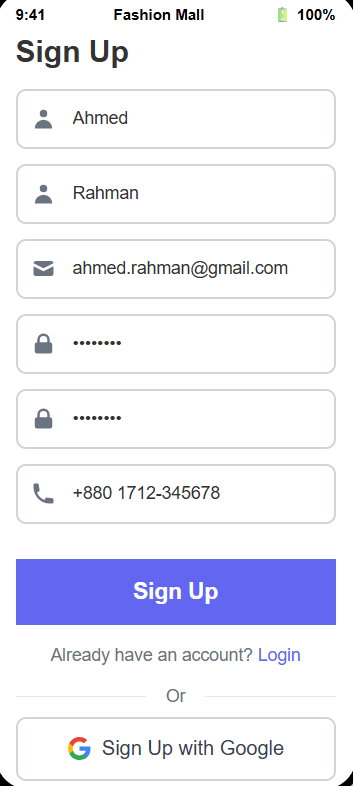 9:41 Fashion Mall 100%
Sign Up
Ahmed
Rahman
ahmed.rahman@gmail.com
••••••••
••••••••
+880 1712-345678
Sign Up
Already have an account? Login
Or
Sign Up with Google